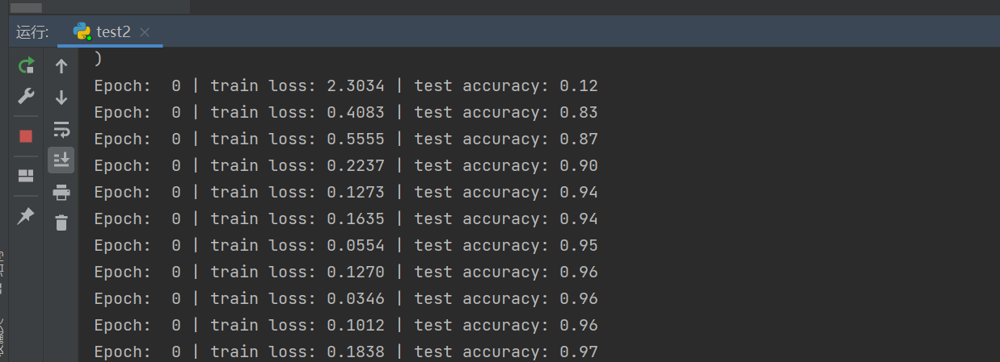 运行: test2
)
Epoch:  0 | train loss: 2.3034 | test accuracy: 0.12
Epoch:  0 | train loss: 0.4083 | test accuracy: 0.83
Epoch:  0 | train loss: 0.5555 | test accuracy: 0.87
Epoch:  0 | train loss: 0.2237 | test accuracy: 0.90
Epoch:  0 | train loss: 0.1273 | test accuracy: 0.94
Epoch:  0 | train loss: 0.1635 | test accuracy: 0.94
Epoch:  0 | train loss: 0.0554 | test accuracy: 0.95
Epoch:  0 | train loss: 0.1270 | test accuracy: 0.96
Epoch:  0 | train loss: 0.0346 | test accuracy: 0.96
Epoch:  0 | train loss: 0.1012 | test accuracy: 0.96
Epoch:  0 | train loss: 0.1838 | test accuracy: 0.97